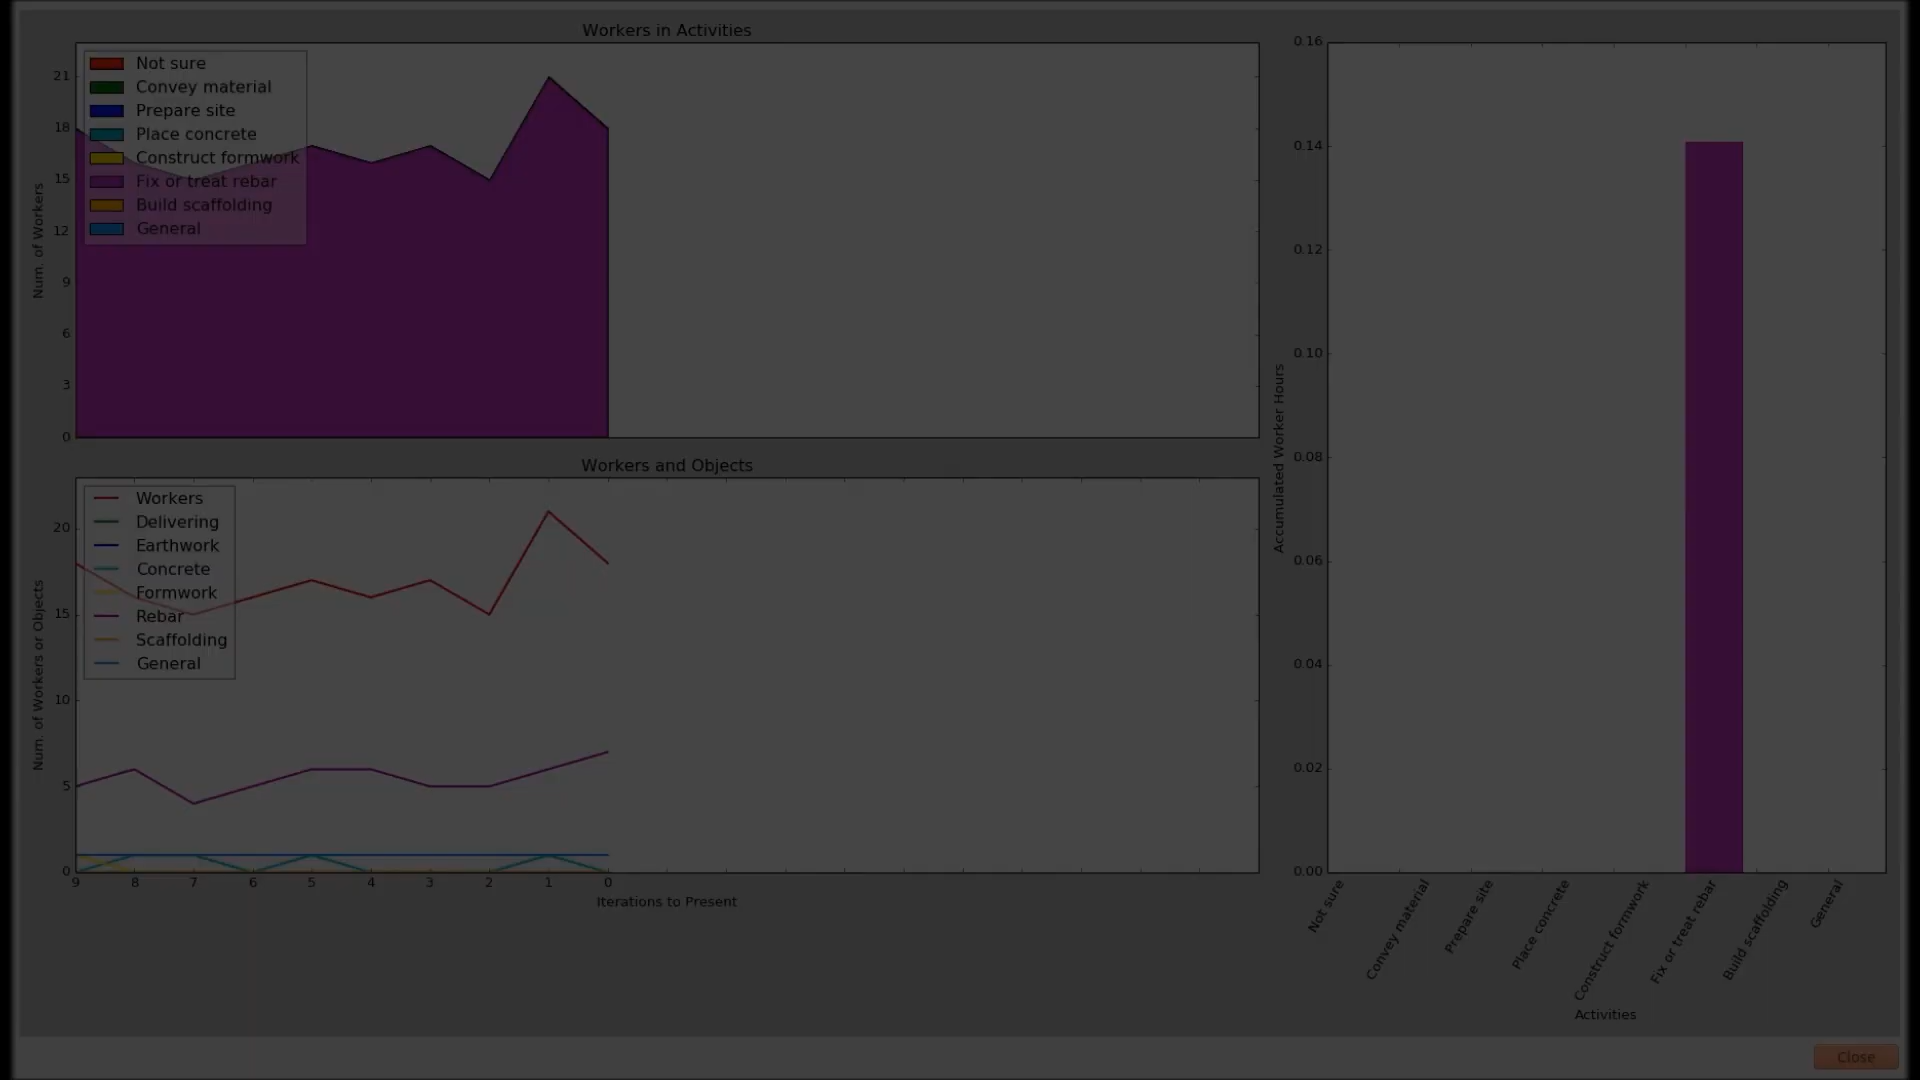 Workers in Activities
Not sure
Convey material
Prepare site
Place concrete
Construct formwork
Fix or treat rebar
Build scaffolding
General
Num. of Workers
21
18
15
12
9
6
3
0
Workers and Objects
Workers
Delivering
Earthwork
Concrete
Formwork
Rebar
Scaffolding
General
Num. of Workers or Objects
20
15
10
5
0
9 8 7 6 5 4 3 2 1 0
Iterations to Present
Accumulated Worker Hours
0.16
0.14
0.12
0.10
0.08
0.06
0.04
0.02
0.00
Not sure
Convey material
Prepare site
Place concrete
Construct formwork
Fix or treat rebar
Build scaffolding
General
Activities
Close